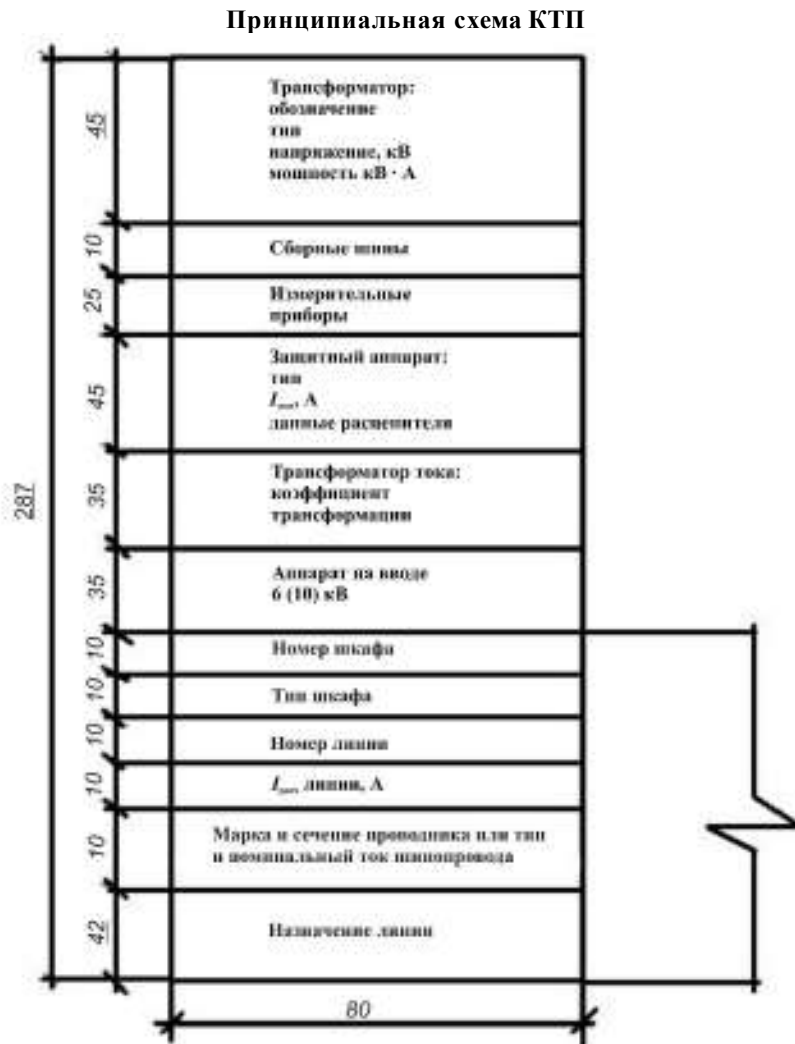 Принципиальная схема КТП
Трансформатор:
обозначение
тип
напряжение, кВ
мощность кВ · А
45
Сборные шины
10
Измерительные
приборы
25
Защитный аппарат:
тип
I, А
данные расцепителя
45
Трансформатор тока:
коэффициент
трансформации
35
287
Аппарат на вводе
6 (10) кВ
35
Номер шкафа
10
Тип шкафа
10
Номер линии
10
I линии, А
10
Марка и сечение проводника или тип
и номинальный ток шинопровода
10
Назначение линии
42
80